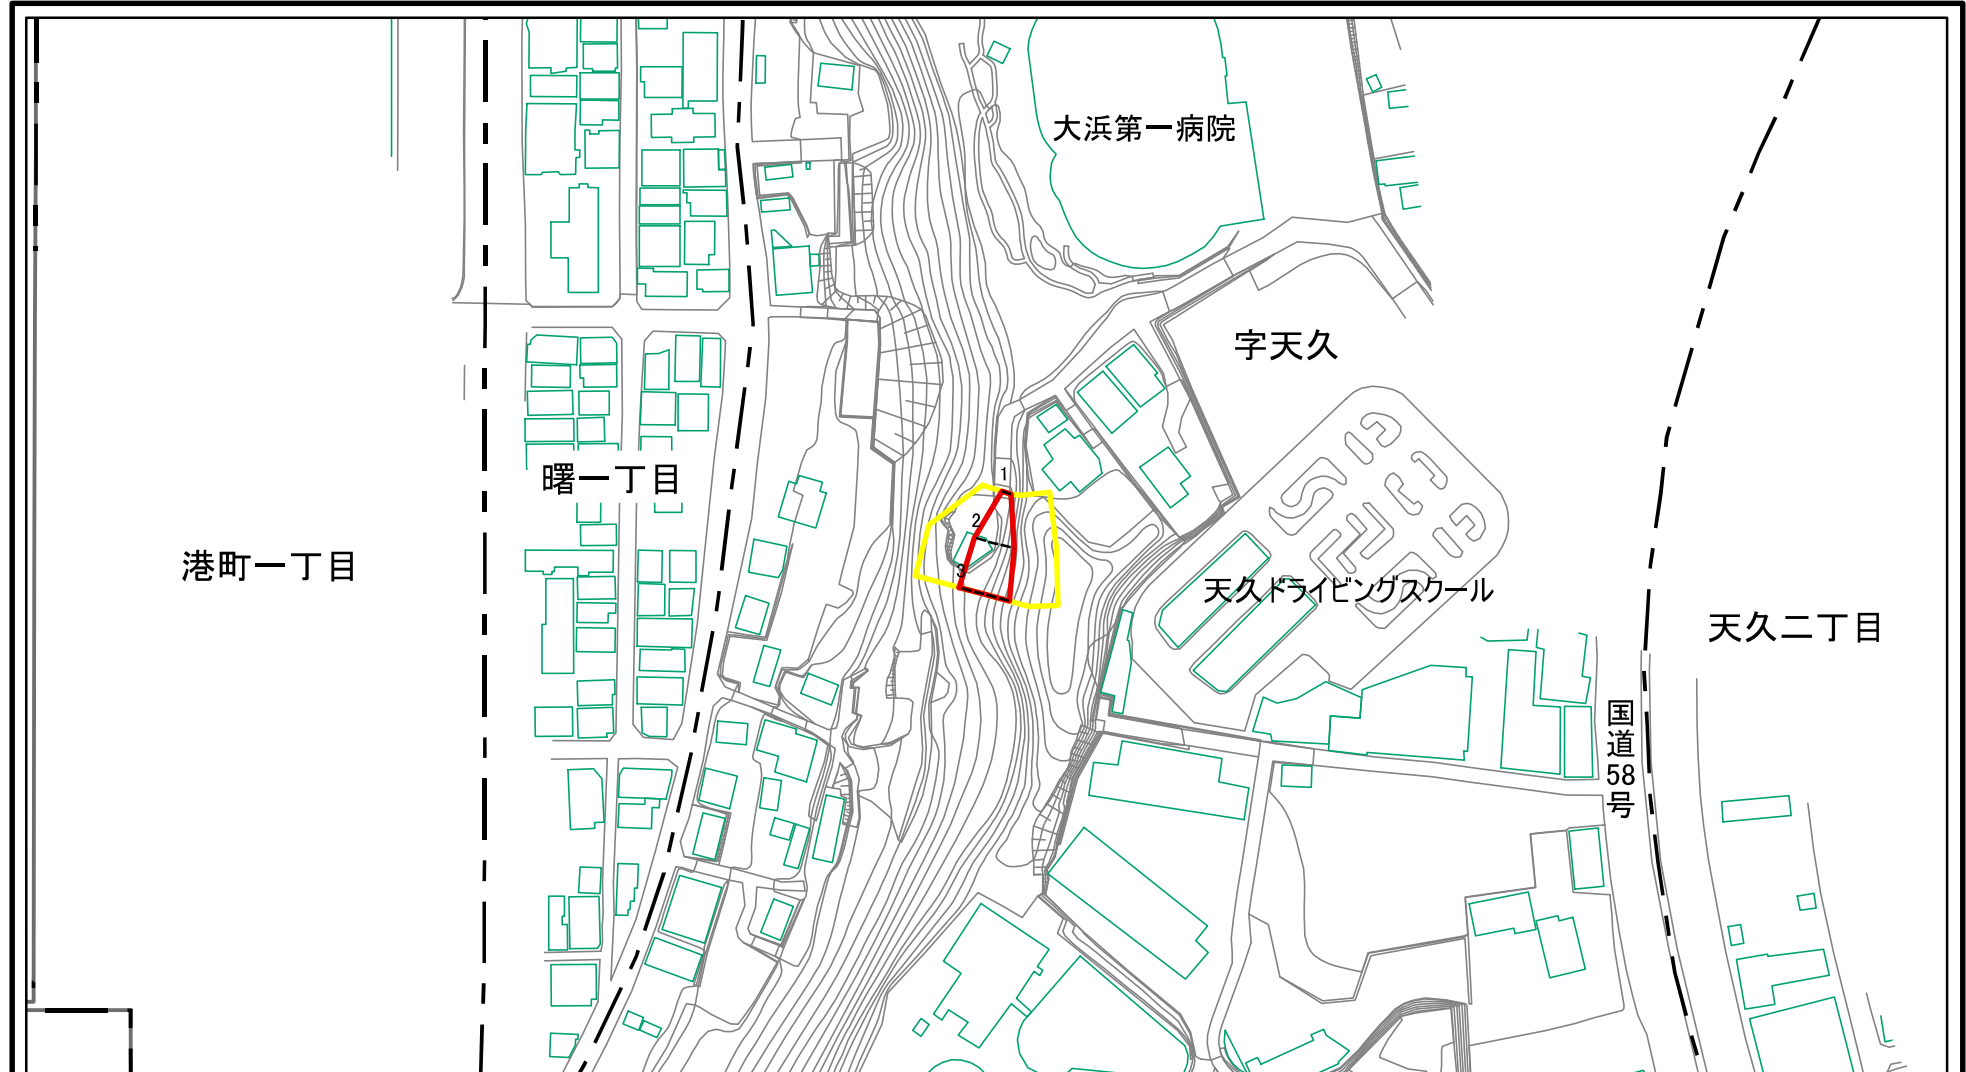 大浜第一病院
字天久
曙一丁目
1
2
3
港町一丁目
天久ドライビングスクール
天久二丁目
国道58号